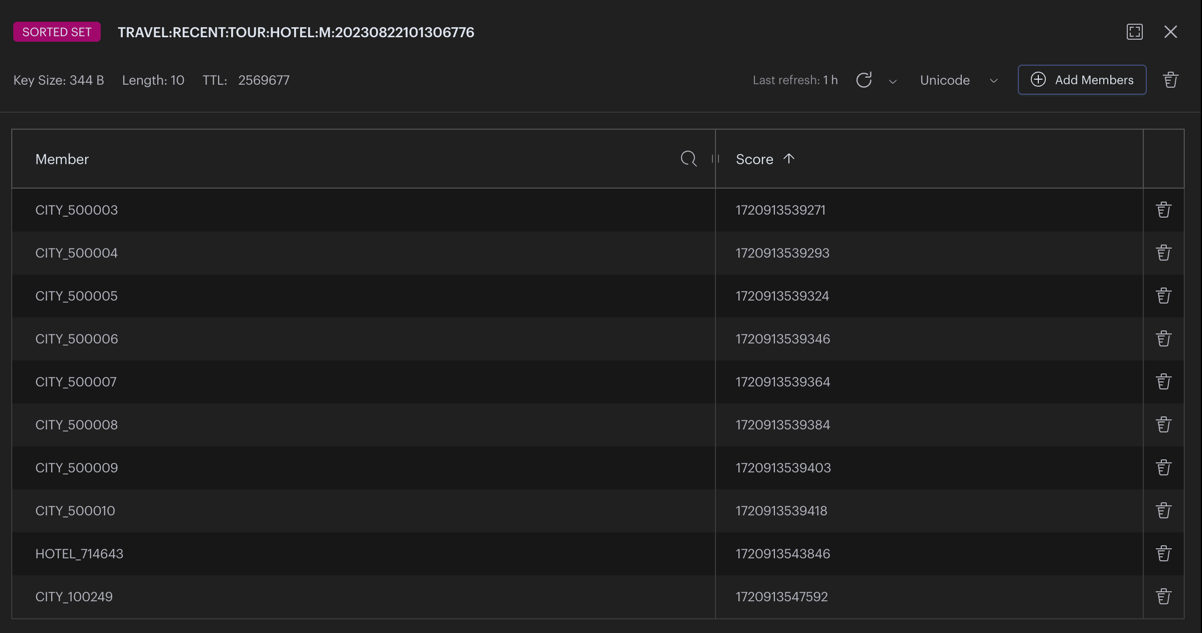 SORTED SET TRAVEL:RECENT:TOUR:HOTEL:M:20230822101306776
Key Size: 344 B Length: 10 TTL: 2569677 Last refresh: 1 h Unicode Add Members
Member Score
CITY_500003 1720913539271
CITY_500004 1720913539293
CITY_500005 1720913539324
CITY_500006 1720913539346
CITY_500007 1720913539364
CITY_500008 1720913539384
CITY_500009 1720913539403
CITY_500010 1720913539418
HOTEL_714643 1720913543846
CITY_100249 1720913547592